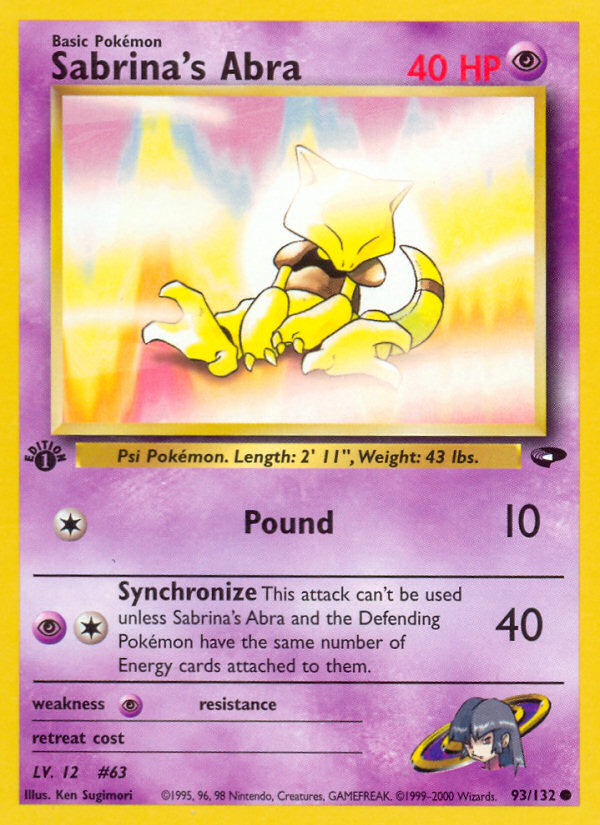 Basic Pokémon
Sabrina's Abra 40 HP
EDITION 1
Psi Pokémon. Length: 2' 11", Weight: 43 lbs.
Pound 10
Synchronize This attack can't be used
unless Sabrina's Abra and the Defending
Pokémon have the same number of
Energy cards attached to them.
40
weakness resistance
retreat cost
LV. 12 #63
Illus. Ken Sugimori ©1995, 96, 98 Nintendo, Creatures, GAMEFREAK. ©1999-2000 Wizards. 93/132